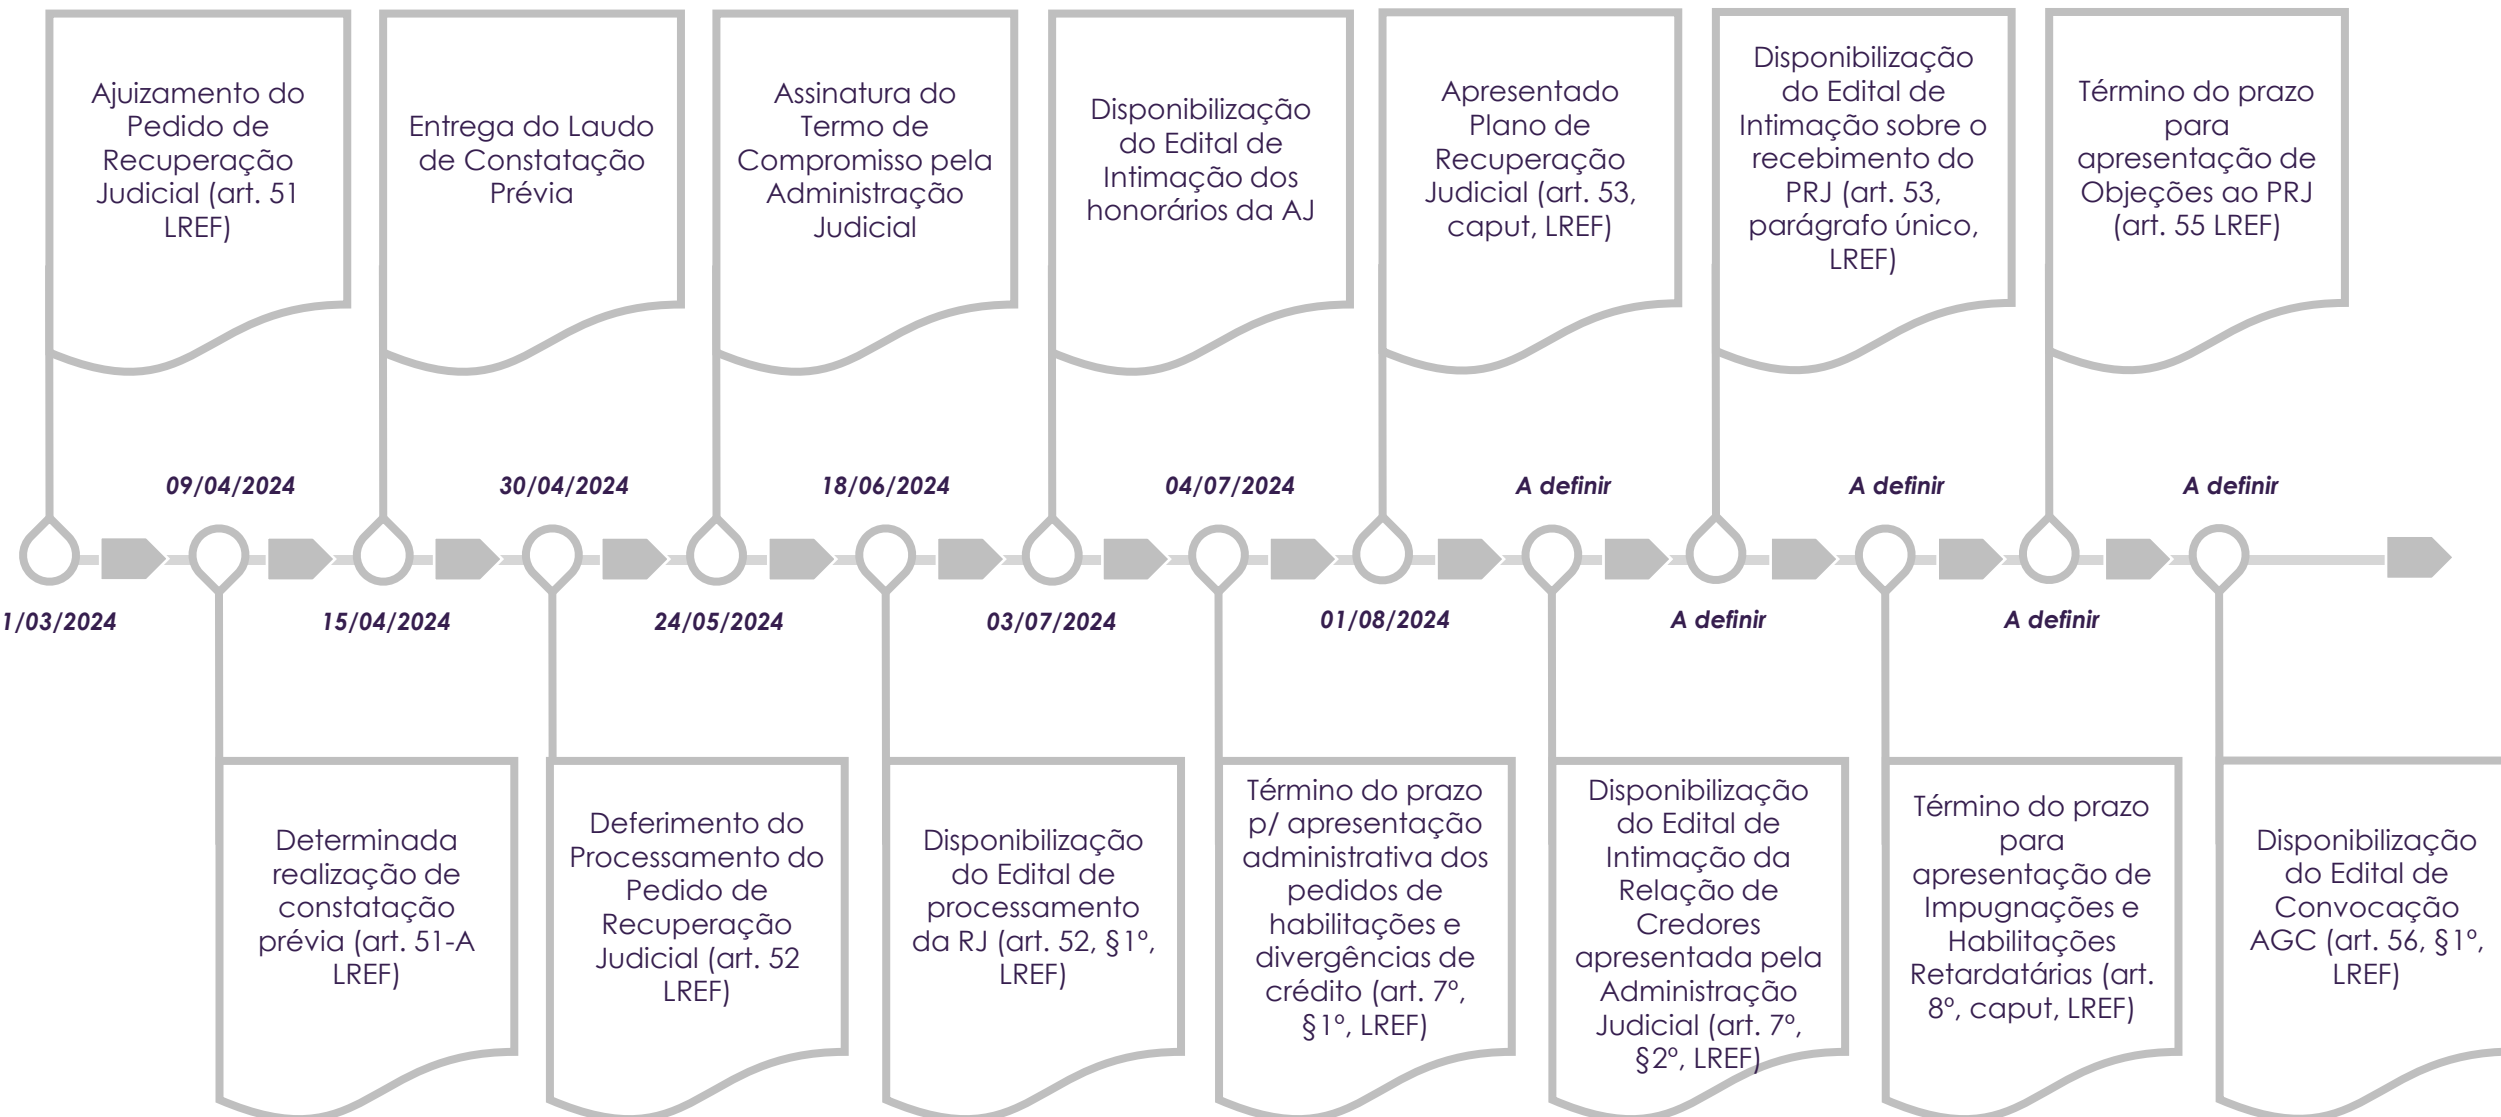 Ajuizamento do
Pedido de
Recuperação
Judicial (art. 51
LREF)
Entrega do Laudo
de Constatação
Prévia
Assinatura do
Termo de
Compromisso pela
Administração
Judicial
Disponibilização
do Edital de
Intimação dos
honorários da AJ
Apresentado
Plano de
Recuperação
Judicial (art. 53,
caput, LREF)
Disponibilização
do Edital de
Intimação sobre o
recebimento do
PRJ (art. 53,
parágrafo único,
LREF)
Término do prazo
para
apresentação de
Objeções ao PRJ
(art. 55 LREF)
09/04/2024
30/04/2024
18/06/2024
04/07/2024
A definir
A definir
A definir
1/03/2024
15/04/2024
24/05/2024
03/07/2024
01/08/2024
A definir
A definir
Determinada
realização de
constatação
prévia (art. 51-A
LREF)
Deferimento do
Processamento do
Pedido de
Recuperação
Judicial (art. 52
LREF)
Disponibilização
do Edital de
processamento
da RJ (art. 52, §1º,
LREF)
Término do prazo
p/ apresentação
administrativa dos
pedidos de
habilitações e
divergências de
crédito (art. 7º,
§1º, LREF)
Disponibilização
do Edital de
Intimação da
Relação de
Credores
apresentada pela
Administração
Judicial (art. 7º,
§2º, LREF)
Término do prazo
para
apresentação de
Impugnações e
Habilitações
Retardatárias (art.
8º, caput, LREF)
Disponibilização
do Edital de
Convocação
AGC (art. 56, §1º,
LREF)